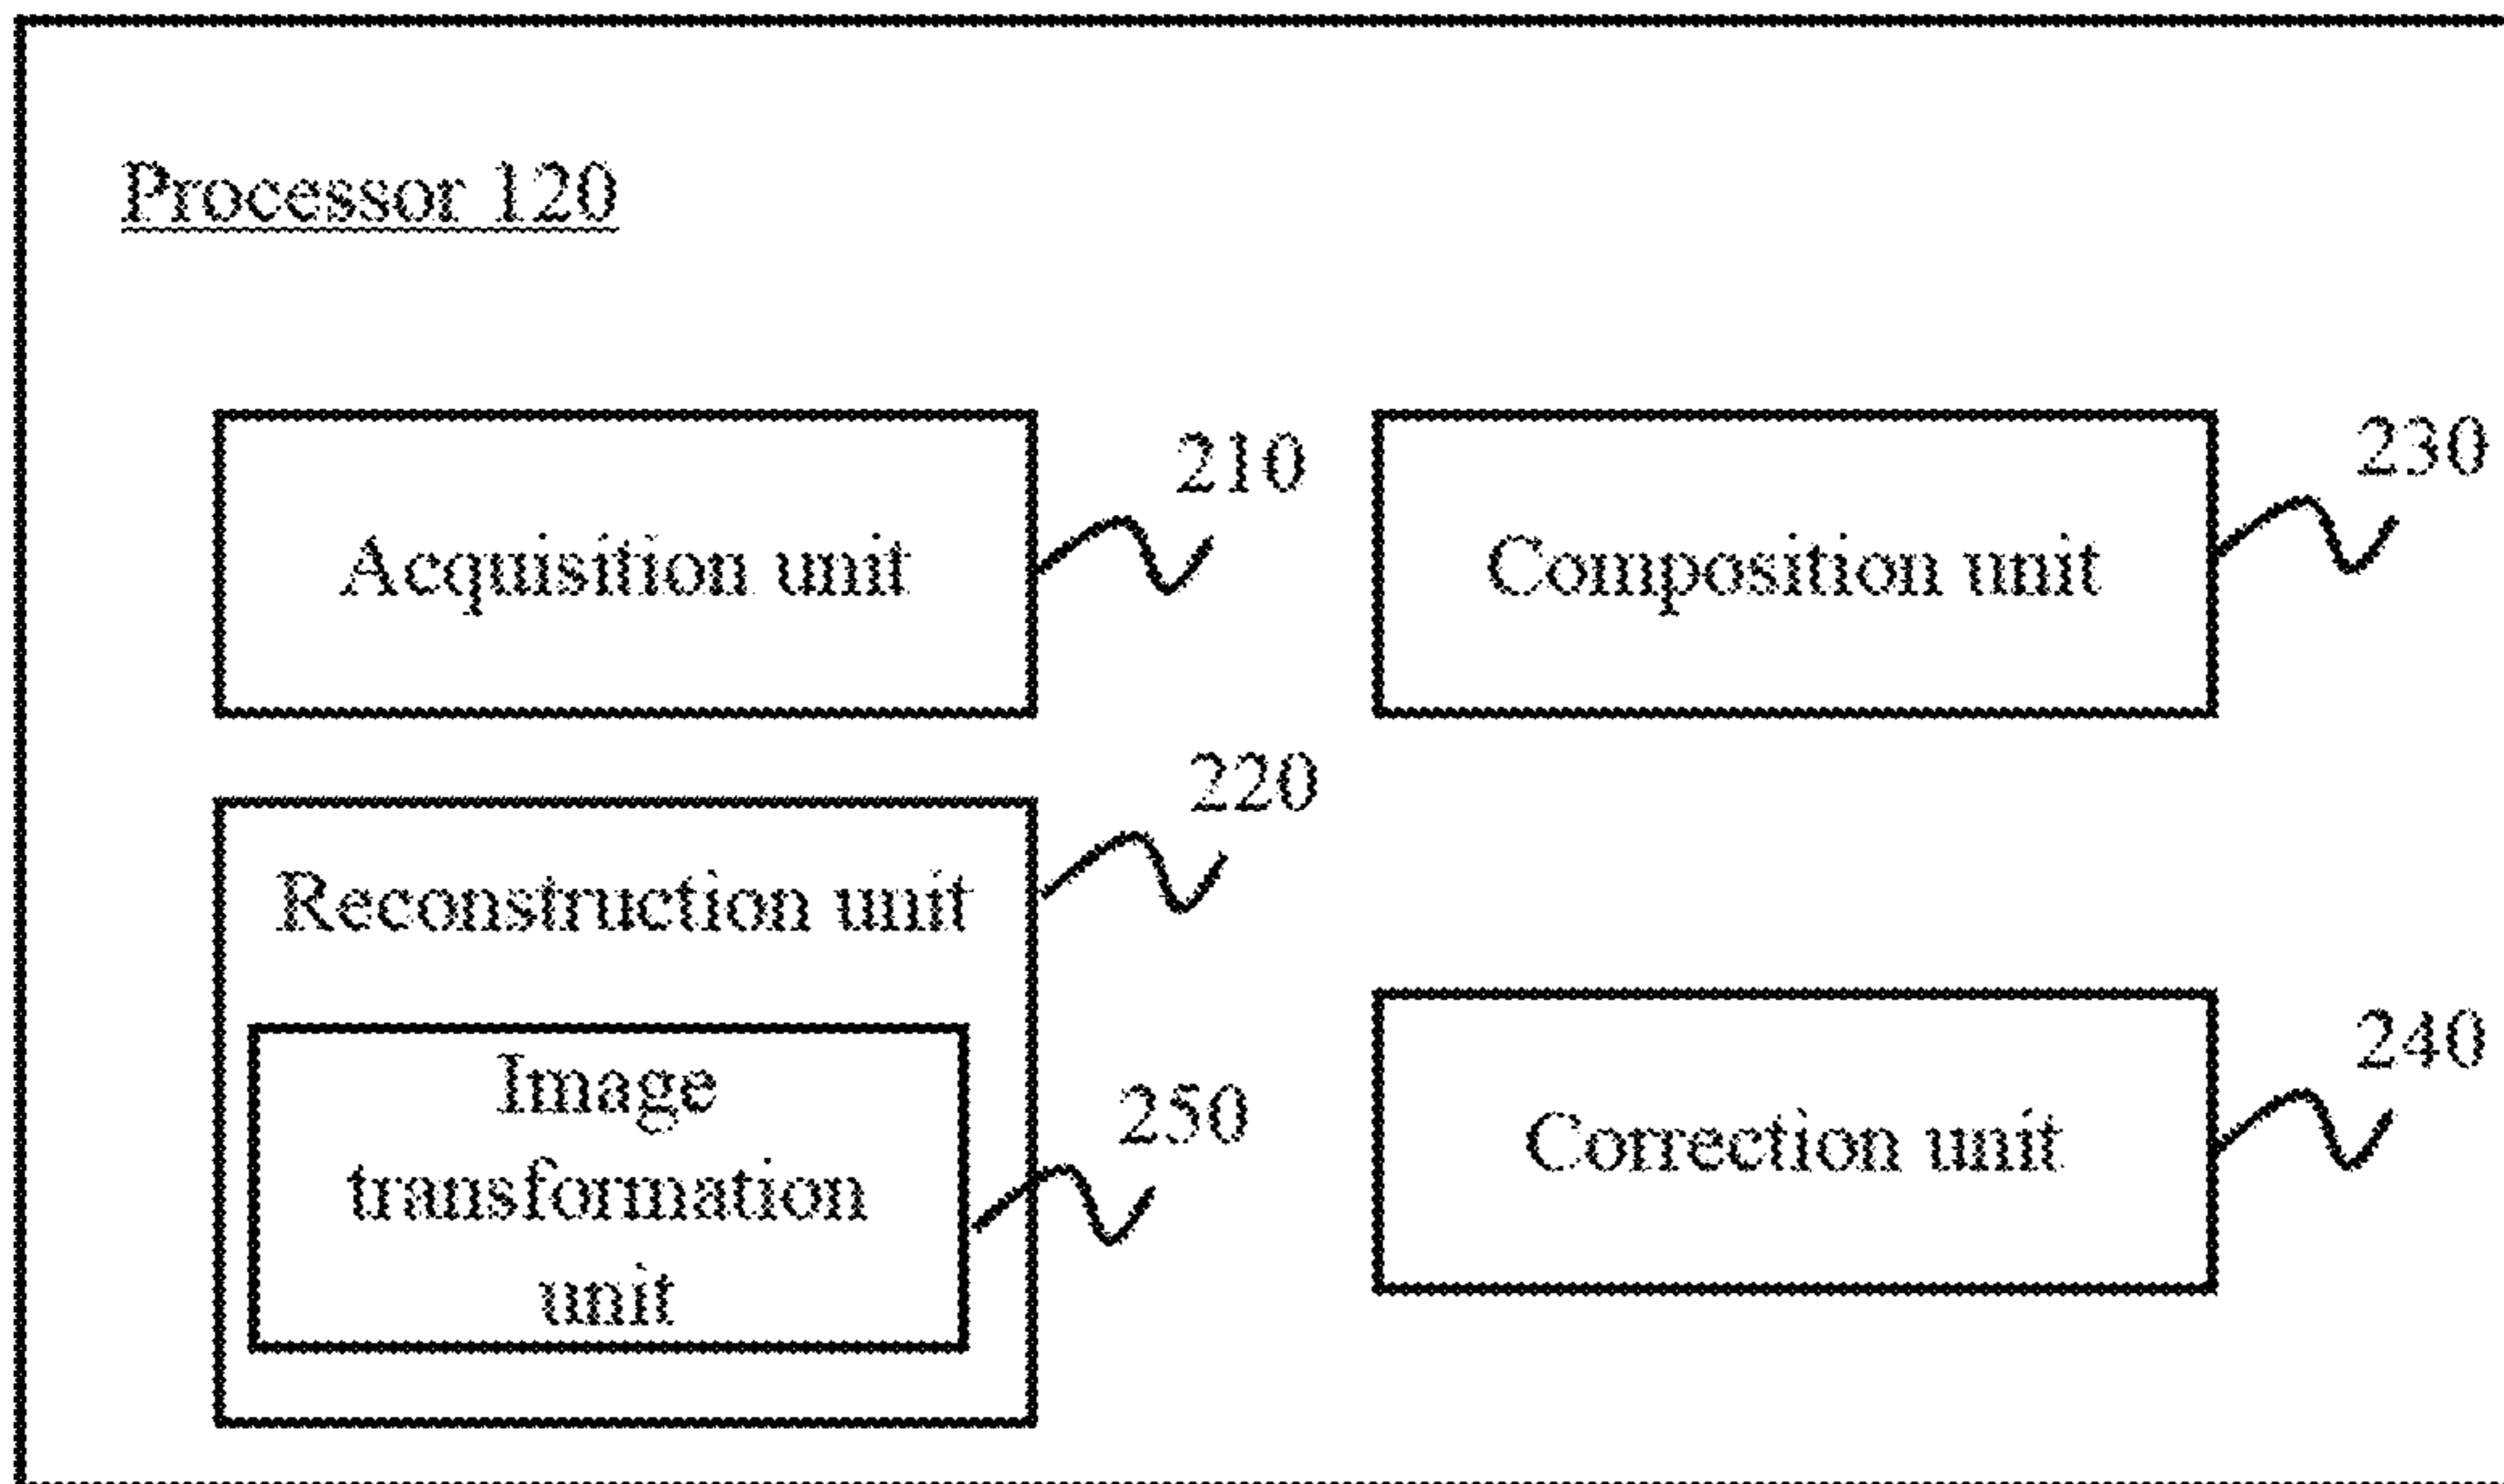 Processor 120
Acquisition unit
210
Composition unit
230
Reconstruction unit
220
Image
transformation
unit
250
Correction unit
240